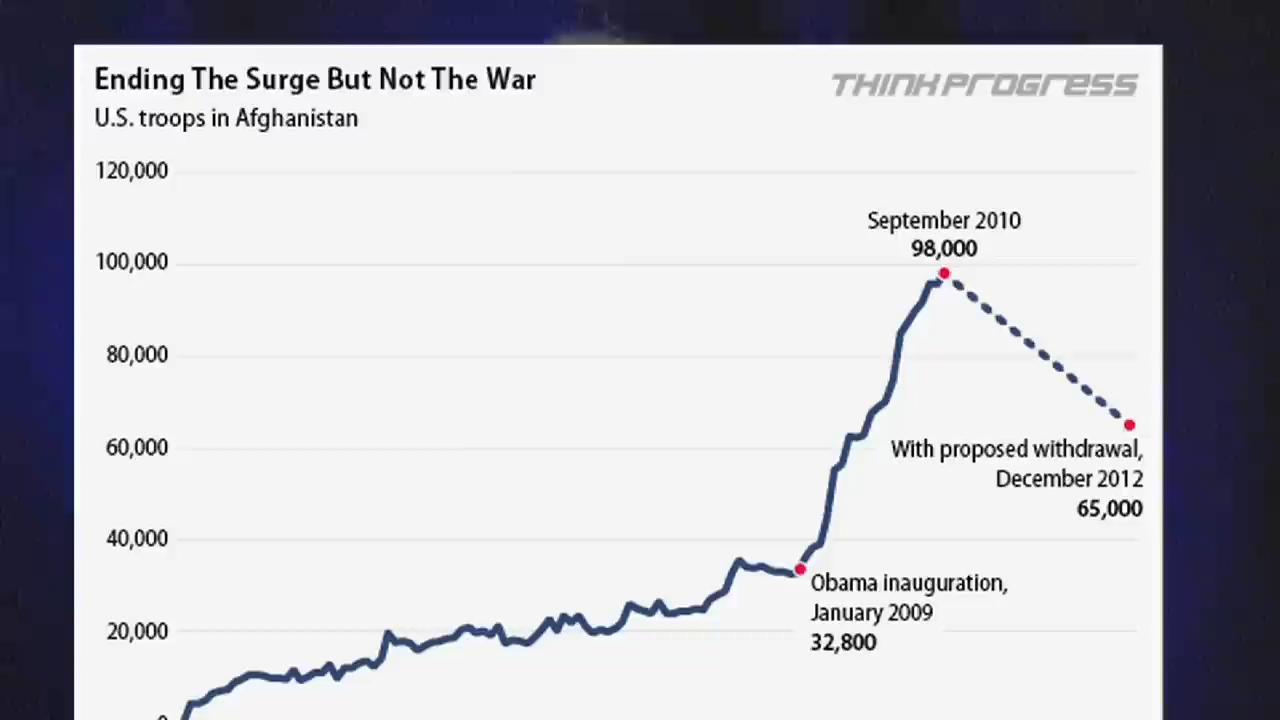 Ending The Surge But Not The War
THINKPROGRESS
U.S. troops in Afghanistan
120,000
September 2010
98,000
100,000
80,000
60,000
With proposed withdrawal,
December 2012
65,000
40,000
Obama inauguration,
January 2009
32,800
20,000
0